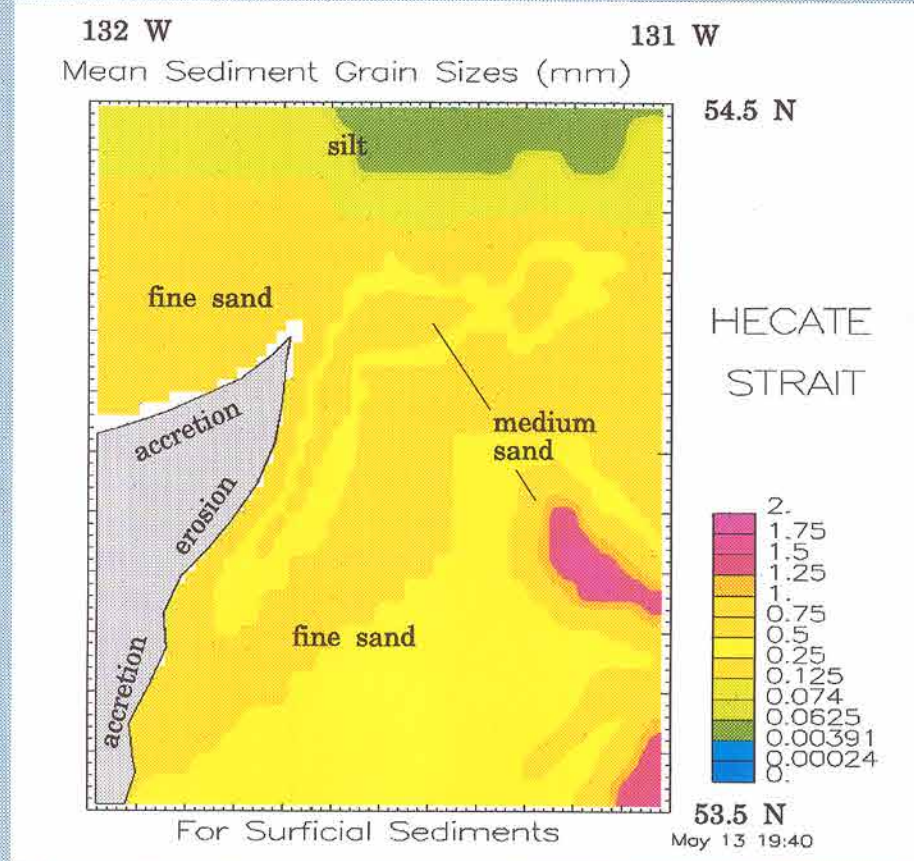 132 W
131 W
Mean Sediment Grain Sizes (mm)
54.5 N
silt
fine sand
HECATE
STRAIT
accretion
medium
sand
erosion
2.
1.75
1.5
1.25
1.
0.75
0.5
0.25
0.125
0.074
0.0625
0.00391
0.00024
0.
fine sand
accretion
53.5 N
For Surficial Sediments
May 13 19:40